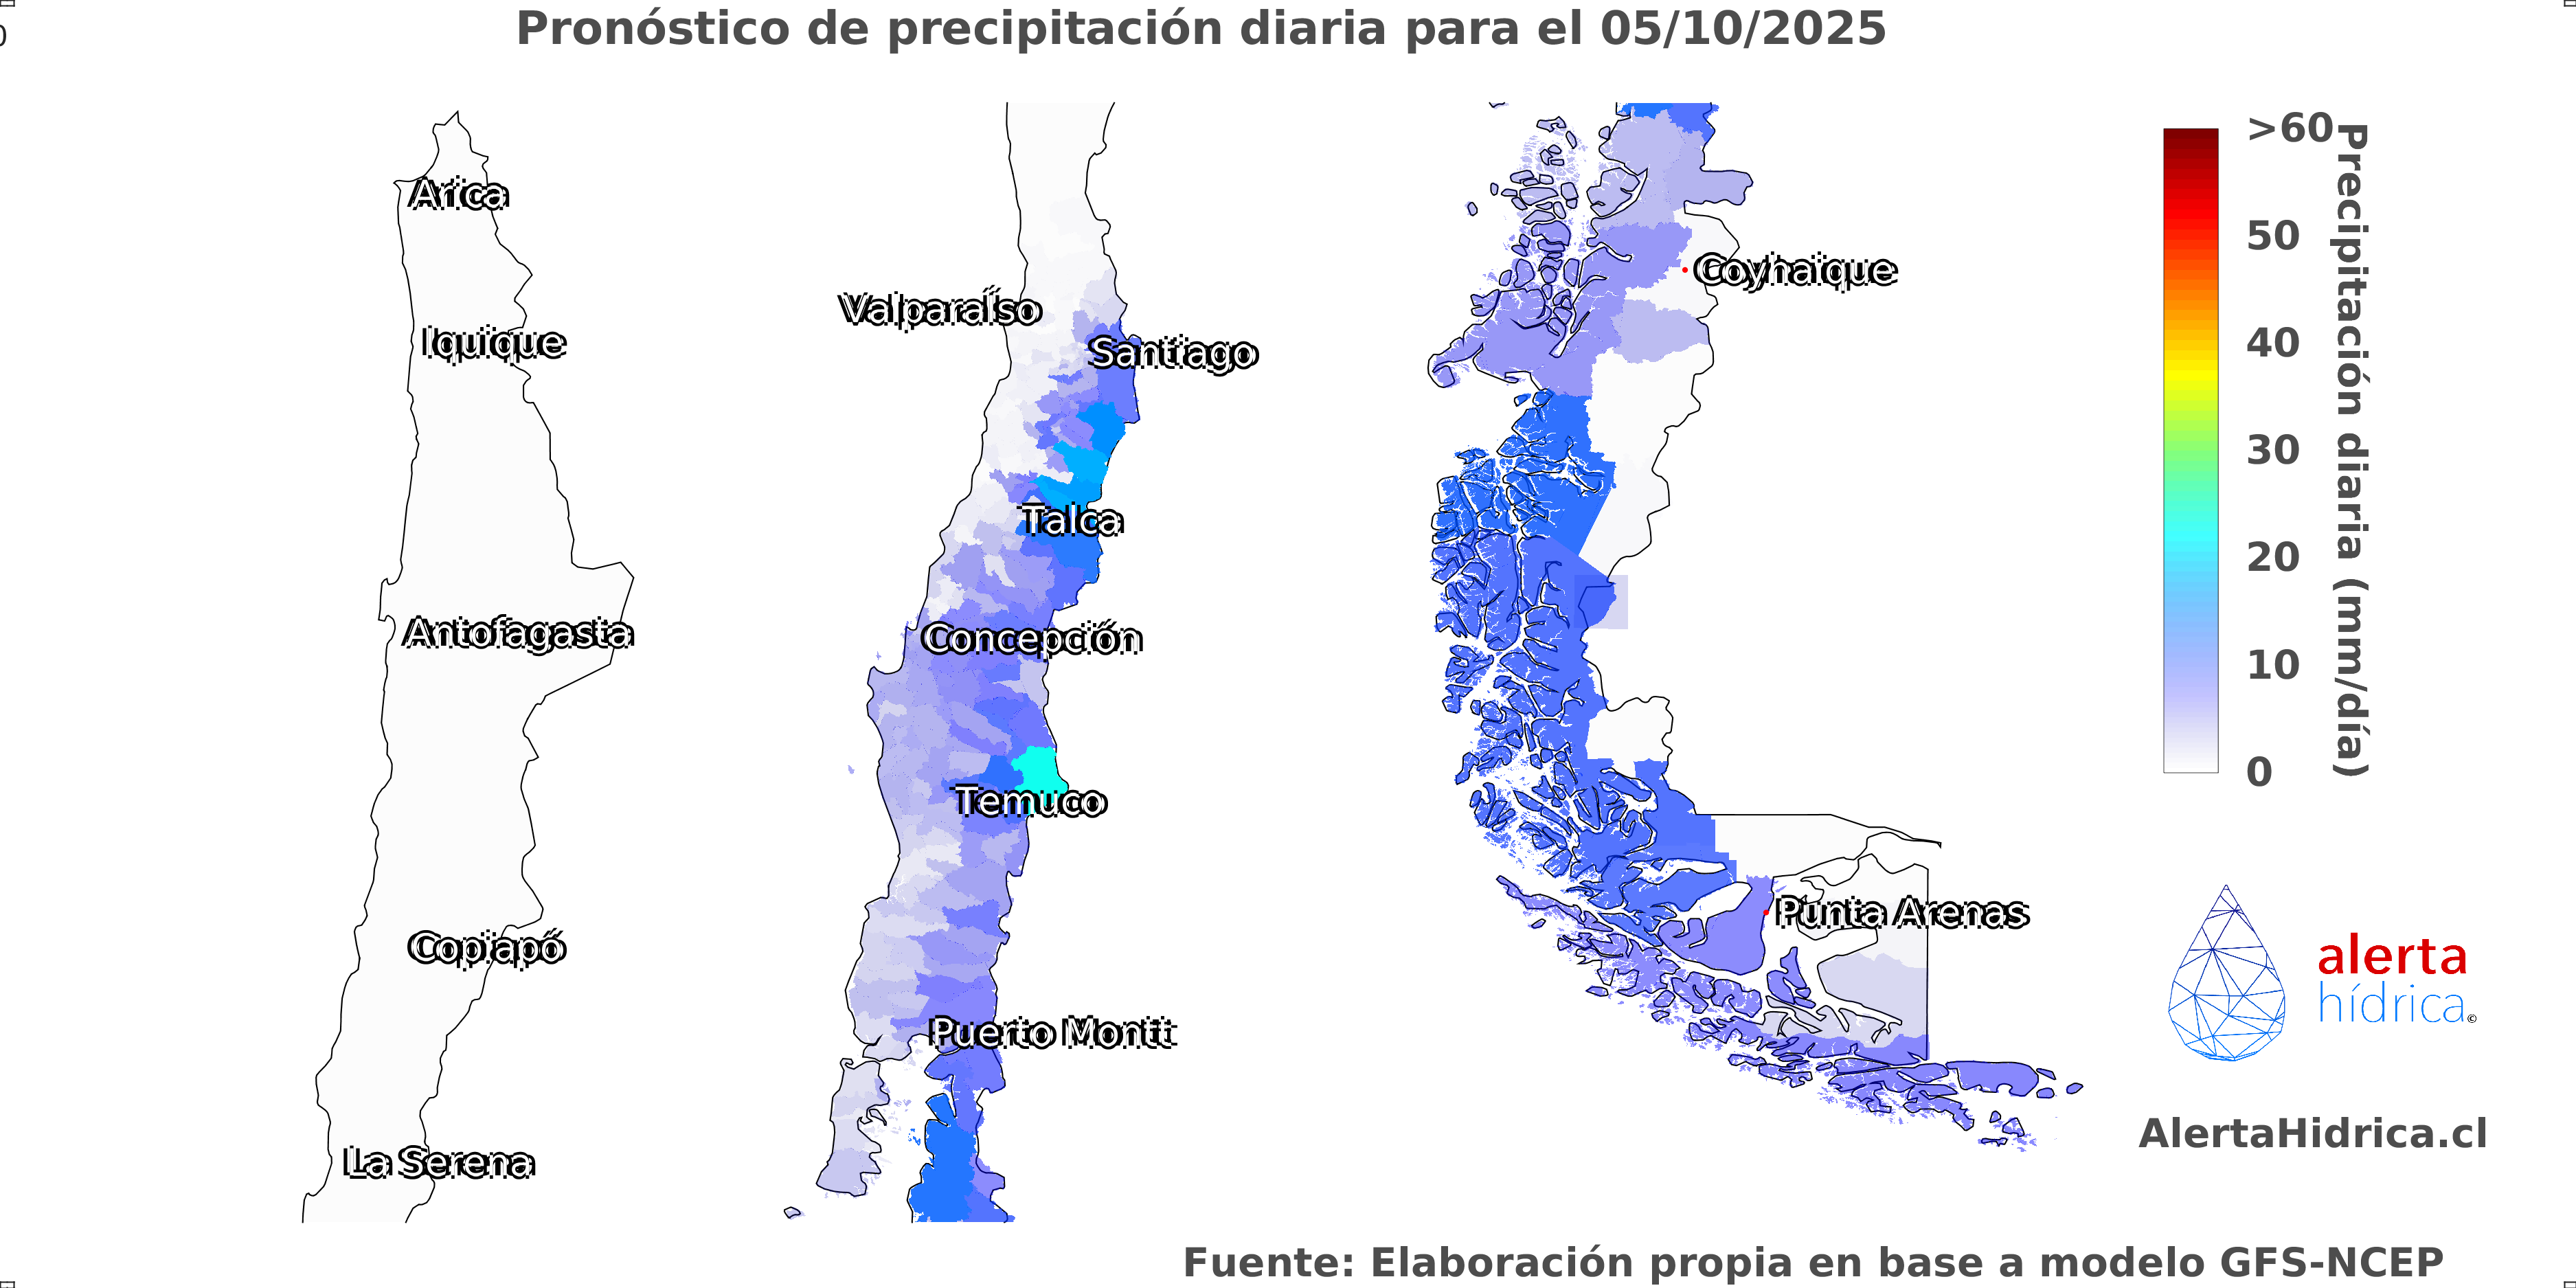 Pronóstico de precipitación diaria para el 05/10/2025
0
Arica
Iquique
Antofagasta
Copiapó
La Serena
Valparaíso
Santiago
Talca
Concepción
Temuco
Puerto Montt
Coyhaique
Punta Arenas
>60
50
40
30
20
10
0
Precipitación diaria (mm/día)
alerta
hídrica©
AlertaHidrica.cl
Fuente: Elaboración propia en base a modelo GFS-NCEP